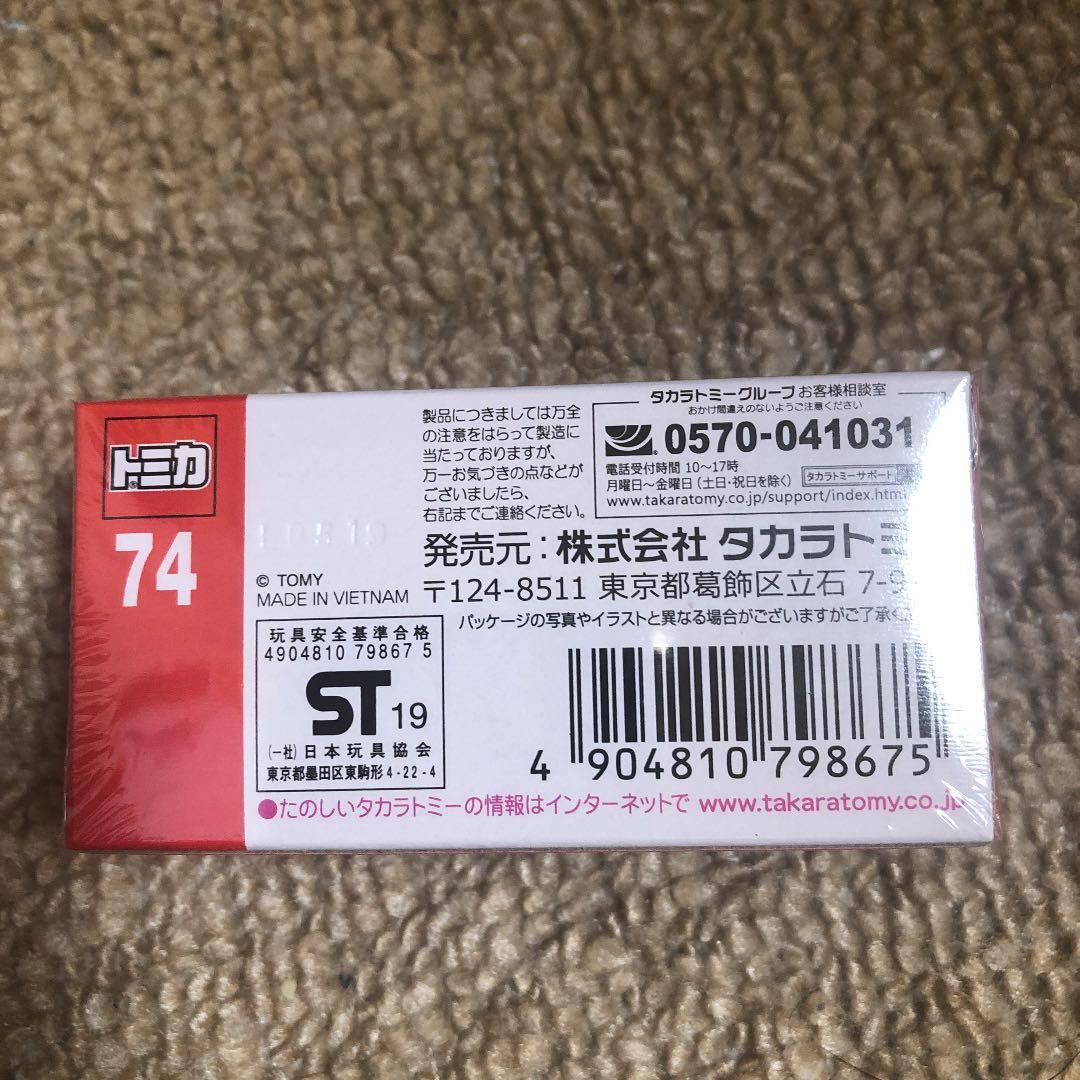 トミカ®
74
製品につきましては万全
の注意をはらって製造に
当たっておりますが、
万一お気づきの点などが
ございましたら、
右記までご連絡ください。
タカラトミーグループ お客様相談室
おかけ間違えのないようご注意ください
0570-041031
電話受付時間 10〜17時
月曜日〜金曜日 (土日・祝日を除く)
タカラトミーサポート
www.takaratomy.co.jp/support/index.html
発売元：株式会社 タカラトミ
〒124-8511 東京都葛飾区立石 7-9
パッケージの写真やイラストと異なる場合がございますがご了承く
© TOMY
MADE IN VIETNAM
玩具安全基準合格
4904810 79867 5
ST 19
(一社)日本玩具協会
東京都墨田区東駒形4-22-4
4 904810 798675
●たのしいタカラトミーの情報はインターネットで www.takaratomy.co.jp